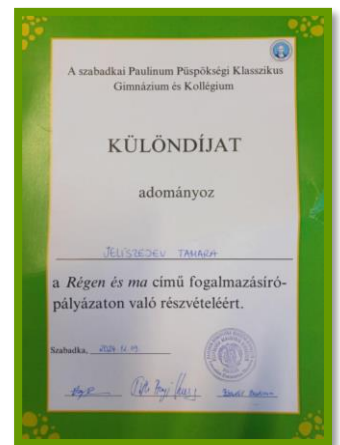 A szabadkai Paulinum Püspökségi Klasszikus
Gimnázium és Kollégium
KÜLÖNDÍJAT
adományoz
JELISZEJEV TAMARA
a Régen és ma című fogalmazásíró-
pályázaton való részvételéért.
Szabadka,